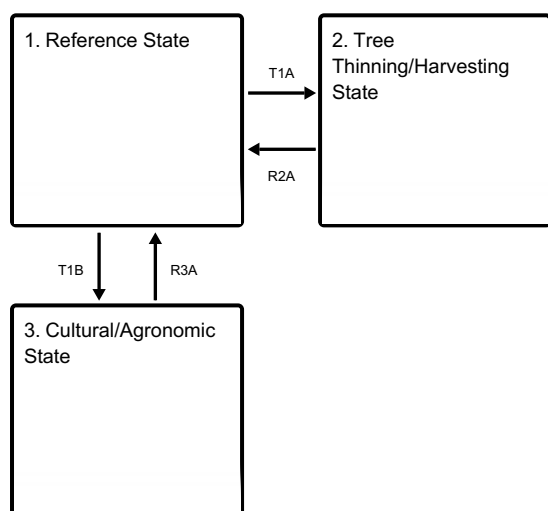 1. Reference State
2. Tree
Thinning/Harvesting
State
T1A
R2A
T1B
R3A
3. Cultural/Agronomic
State